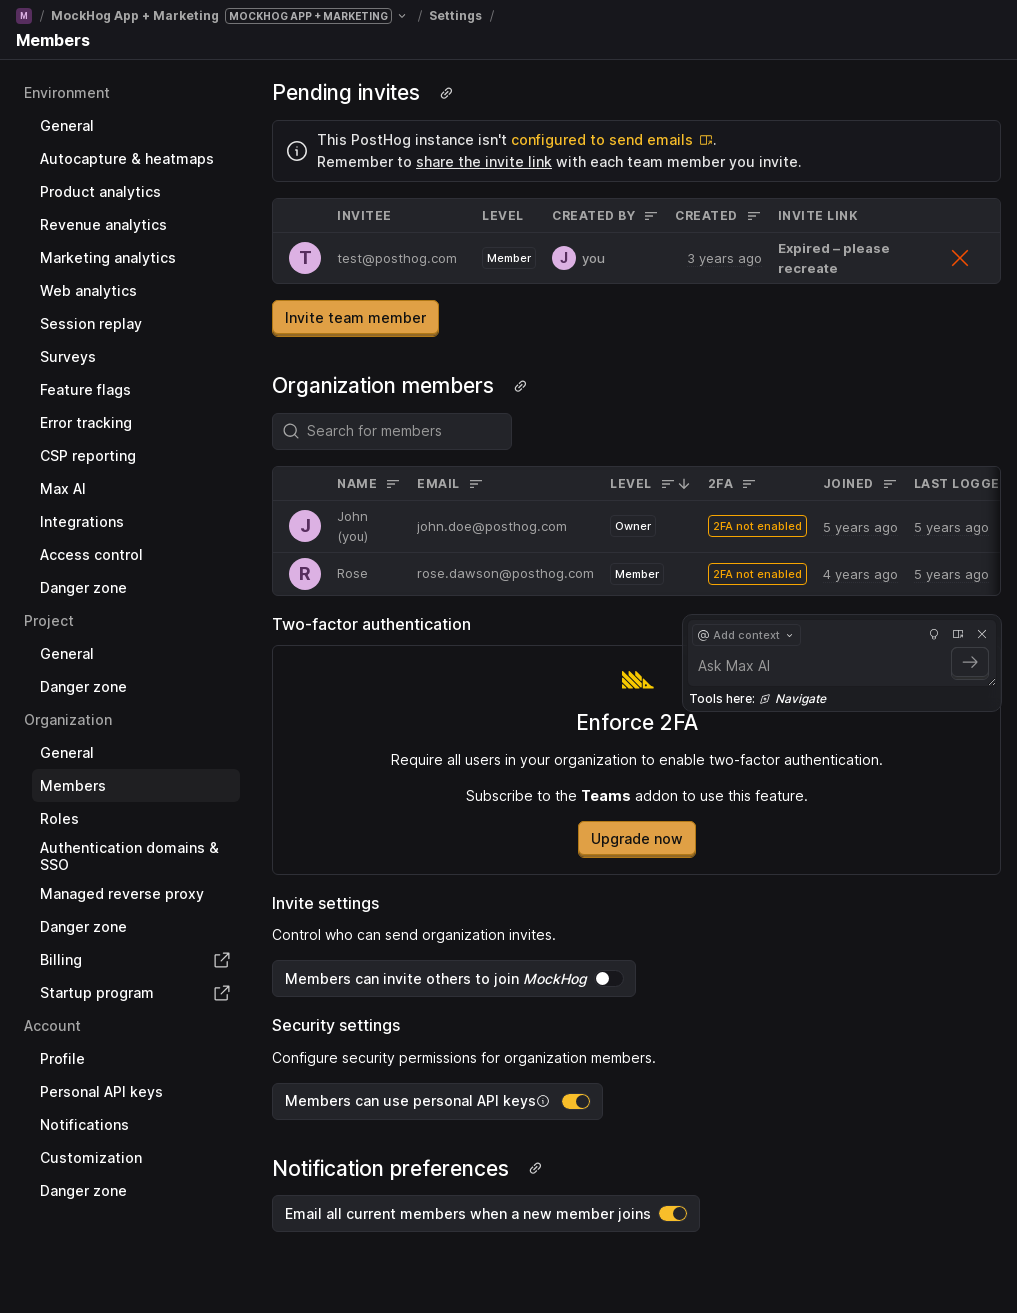 M / MockHog App + Marketing MOCKHOG APP + MARKETING / Settings /
Members
Environment
General
Autocapture & heatmaps
Product analytics
Revenue analytics
Marketing analytics
Web analytics
Session replay
Surveys
Feature flags
Error tracking
CSP reporting
Max AI
Integrations
Access control
Danger zone
Project
General
Danger zone
Organization
General
Members
Roles
Authentication domains &
SSO
Managed reverse proxy
Danger zone
Billing
Startup program
Account
Profile
Personal API keys
Notifications
Customization
Danger zone
Pending invites
This PostHog instance isn't configured to send emails.
Remember to share the invite link with each team member you invite.
INVITEE LEVEL CREATED BY CREATED INVITE LINK
T test@posthog.com Member J you 3 years ago Expired – please
recreate
Invite team member
Organization members
Search for members
NAME EMAIL LEVEL 2FA JOINED LAST LOGGE
J John
(you) john.doe@posthog.com Owner 2FA not enabled 5 years ago 5 years ago
R Rose rose.dawson@posthog.com Member 2FA not enabled 4 years ago 5 years ago
Two-factor authentication
@ Add context
Ask Max AI
Tools here: Navigate
Enforce 2FA
Require all users in your organization to enable two-factor authentication.
Subscribe to the Teams addon to use this feature.
Upgrade now
Invite settings
Control who can send organization invites.
Members can invite others to join MockHog
Security settings
Configure security permissions for organization members.
Members can use personal API keys
Notification preferences
Email all current members when a new member joins